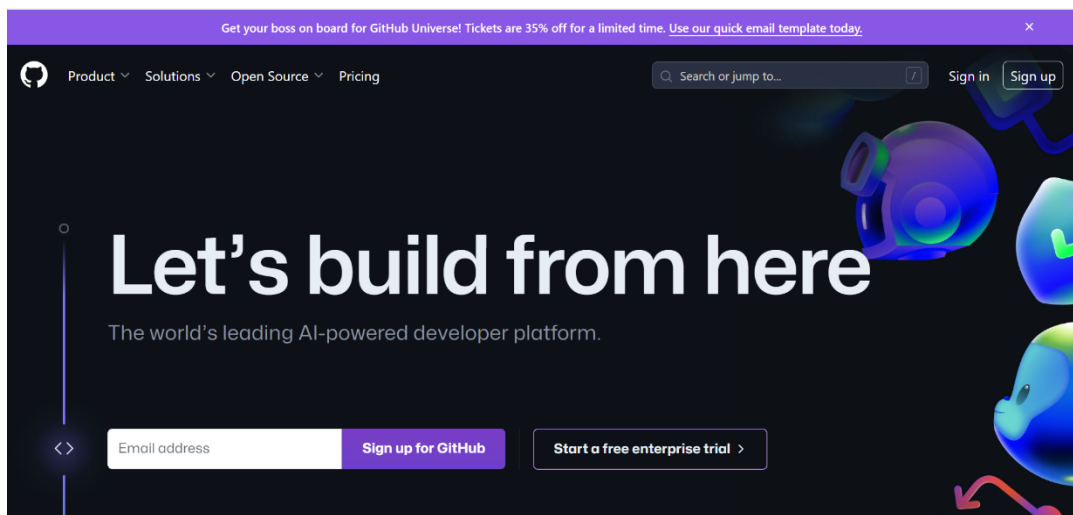 Get your boss on board for GitHub Universe! Tickets are 35% off for a limited time. Use our quick email template today. ×
Product Solutions Open Source Pricing Search or jump to... / Sign in Sign up
Let’s build from here
The world’s leading AI-powered developer platform.
Email address Sign up for GitHub Start a free enterprise trial >